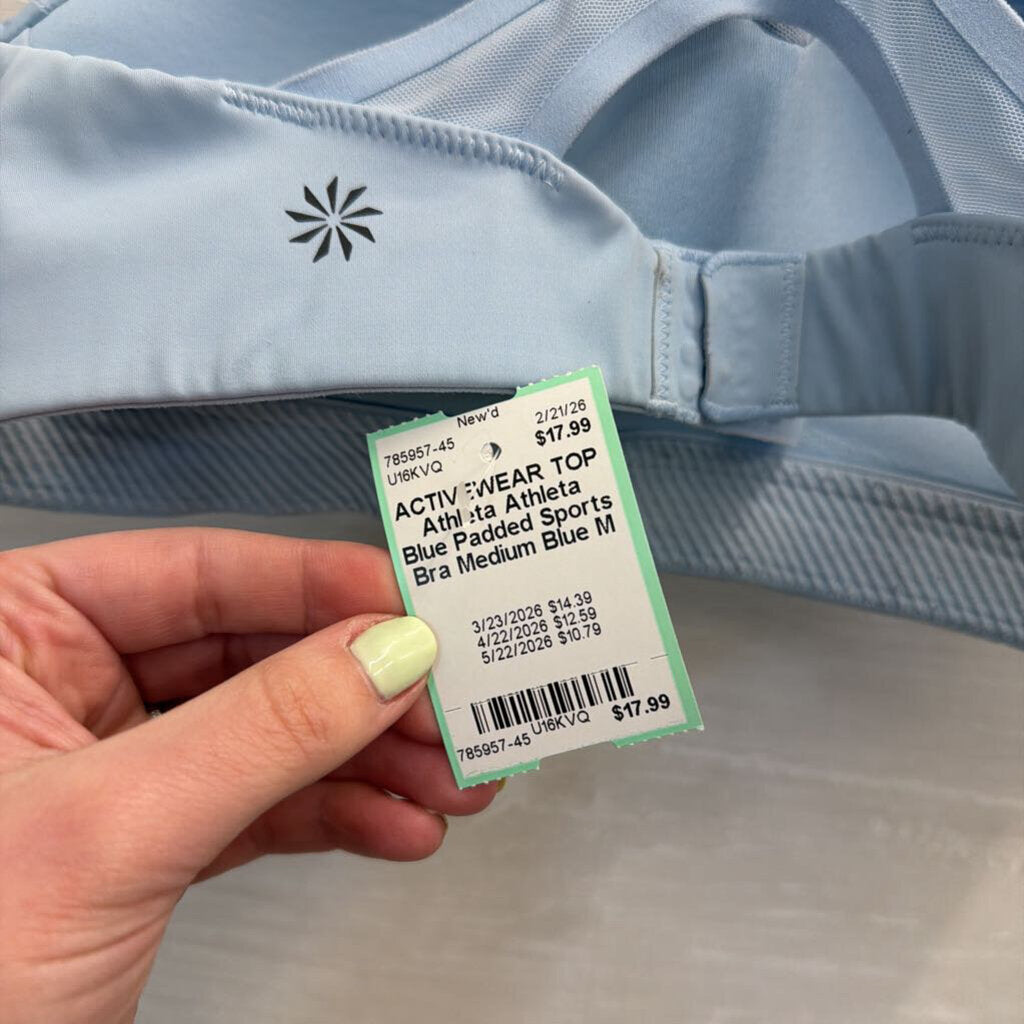 New'd
785957-45 2/21/26
U16KVQ $17.99
ACTIVEWEAR TOP
Athleta Athleta
Blue Padded Sports
Bra Medium Blue M
3/23/2026 $14.39
4/22/2026 $12.59
5/22/2026 $10.79
785957-45 U16KVQ $17.99